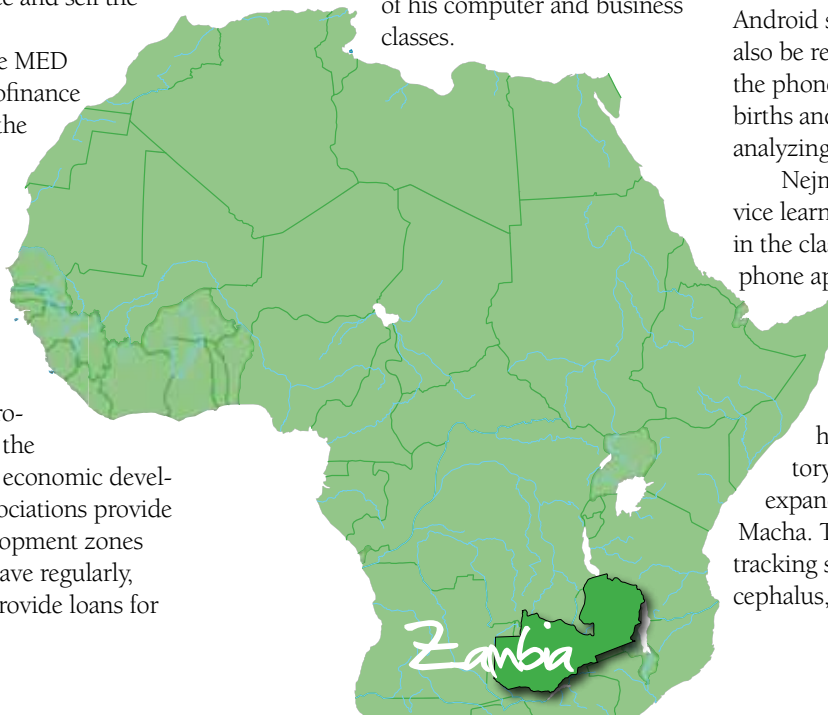 e and sell the
e MED
ofinance
the
ro-
the
economic devel-
ociations provide
opment zones
ave regularly,
rovide loans for
of his computer and business
classes.
Android s
also be re
the phone
births and
analyzing
Nejm
vice learn
in the clas
phone ap
h
tory
expan
Macha. T
tracking s
cephalus,
Zambia